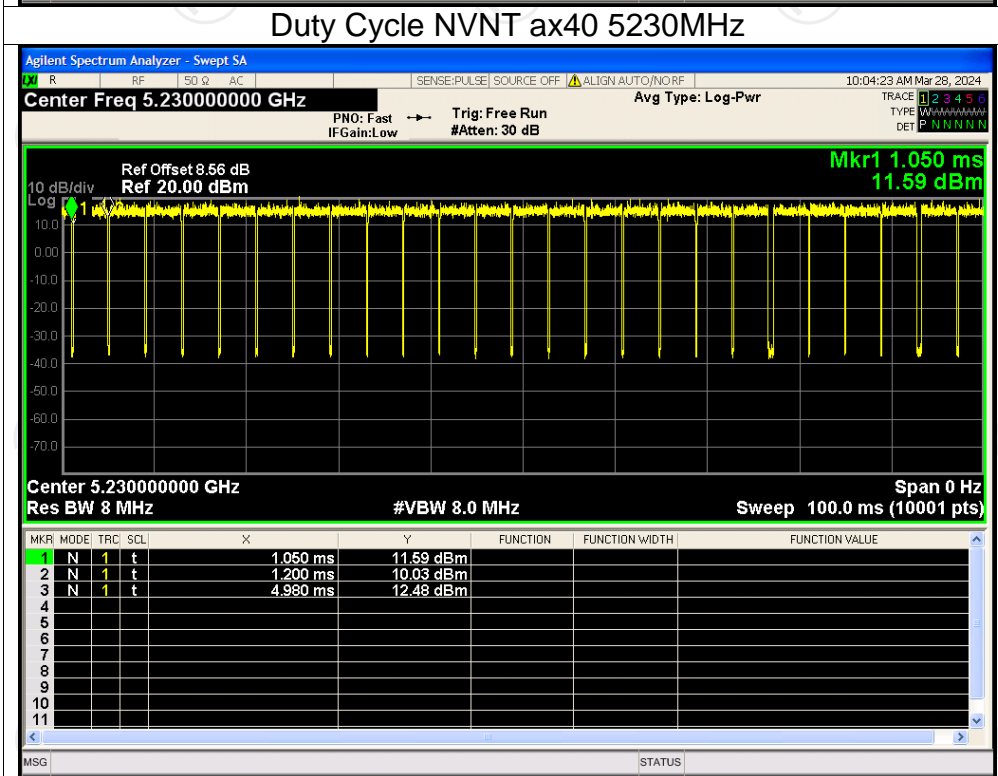 Duty Cycle NVNT ax40 5230MHz
Agilent Spectrum Analyzer - Swept SA
LXI R RF 50 Ω AC SENSE:PULSE SOURCE OFF ALIGN AUTO/NO RF 10:04:23 AM Mar 28, 2024
Center Freq 5.230000000 GHz Avg Type: Log-Pwr TRACE 1 2 3 4 5 6
PNO: Fast Trig: Free Run TYPE WWWWWW
IFGain:Low #Atten: 30 dB DET P N N N N N
Mkr1 1.050 ms
Ref Offset 8.56 dB
10 dB/div Ref 20.00 dBm 11.59 dBm
Log
1 2
10.0
0.00
-10.0
-20.0
-30.0
-40.0
-50.0
-60.0
-70.0
Center 5.230000000 GHz Span 0 Hz
Res BW 8 MHz #VBW 8.0 MHz Sweep 100.0 ms (10001 pts)
MKR MODE TRC SCL X Y FUNCTION FUNCTION WIDTH FUNCTION VALUE
1 N 1 t 1.050 ms 11.59 dBm
2 N 1 t 1.200 ms 10.03 dBm
3 N 1 t 4.980 ms 12.48 dBm
4
5
6
7
8
9
10
11
MSG STATUS